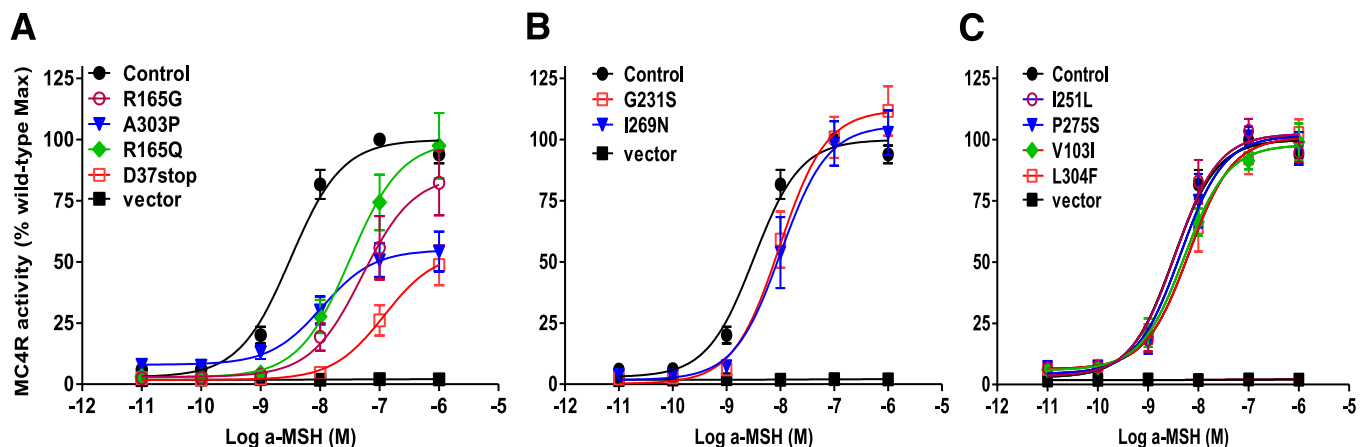 A
MC4R activity (% wild-type Max)
125
100
75
50
25
0
Control
R165G
A303P
R165Q
D37stop
vector
-12 -11 -10 -9 -8 -7 -6 -5
Log a-MSH (M)
B
125
100
75
50
25
0
Control
G231S
I269N
vector
-12 -11 -10 -9 -8 -7 -6 -5
Log a-MSH (M)
C
125
100
75
50
25
0
Control
I251L
P275S
V103I
L304F
vector
-12 -11 -10 -9 -8 -7 -6 -5
Log a-MSH (M)